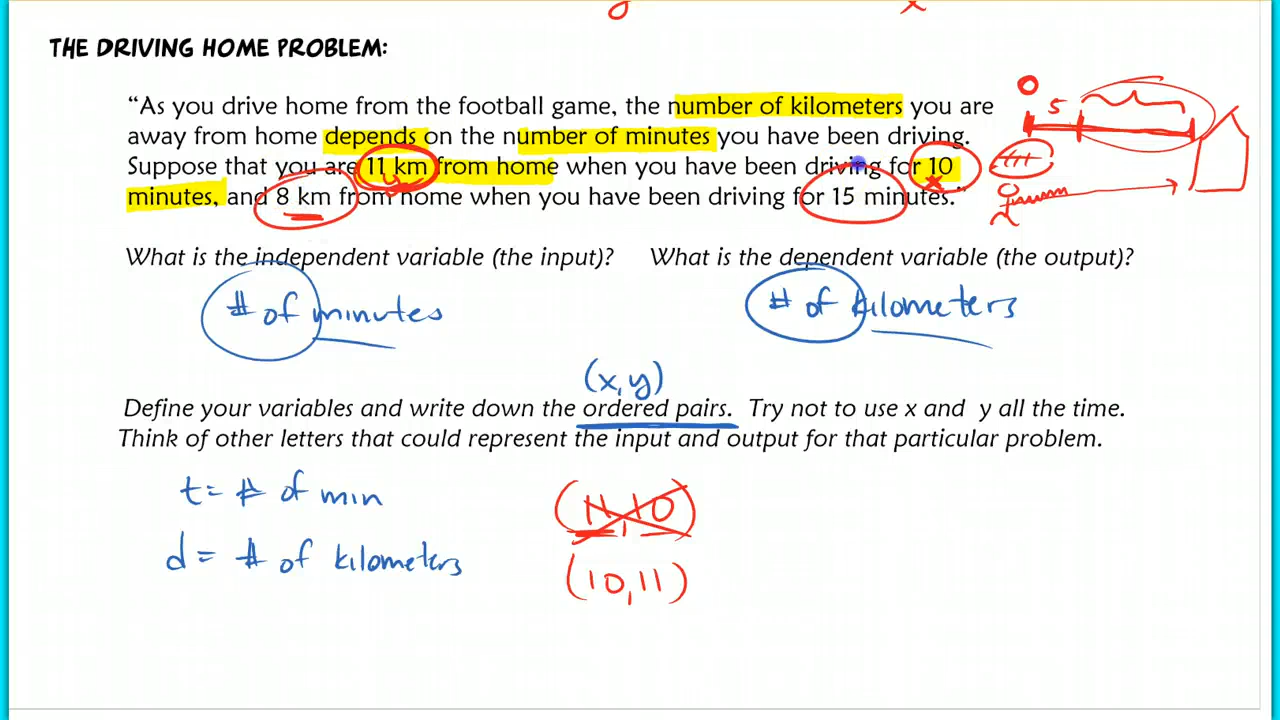 y x
THE DRIVING HOME PROBLEM:
"As you drive home from the football game, the number of kilometers you are
away from home depends on the number of minutes you have been driving.
Suppose that you are 11 km from home when you have been driving for 10
minutes, and 8 km from home when you have been driving for 15 minutes."
5
y
x
What is the independent variable (the input)? What is the dependent variable (the output)?
# of minutes # of kilometers
(x,y)
Define your variables and write down the ordered pairs. Try not to use x and y all the time.
Think of other letters that could represent the input and output for that particular problem.
t = # of min
(11,10)
d = # of kilometers
(10,11)